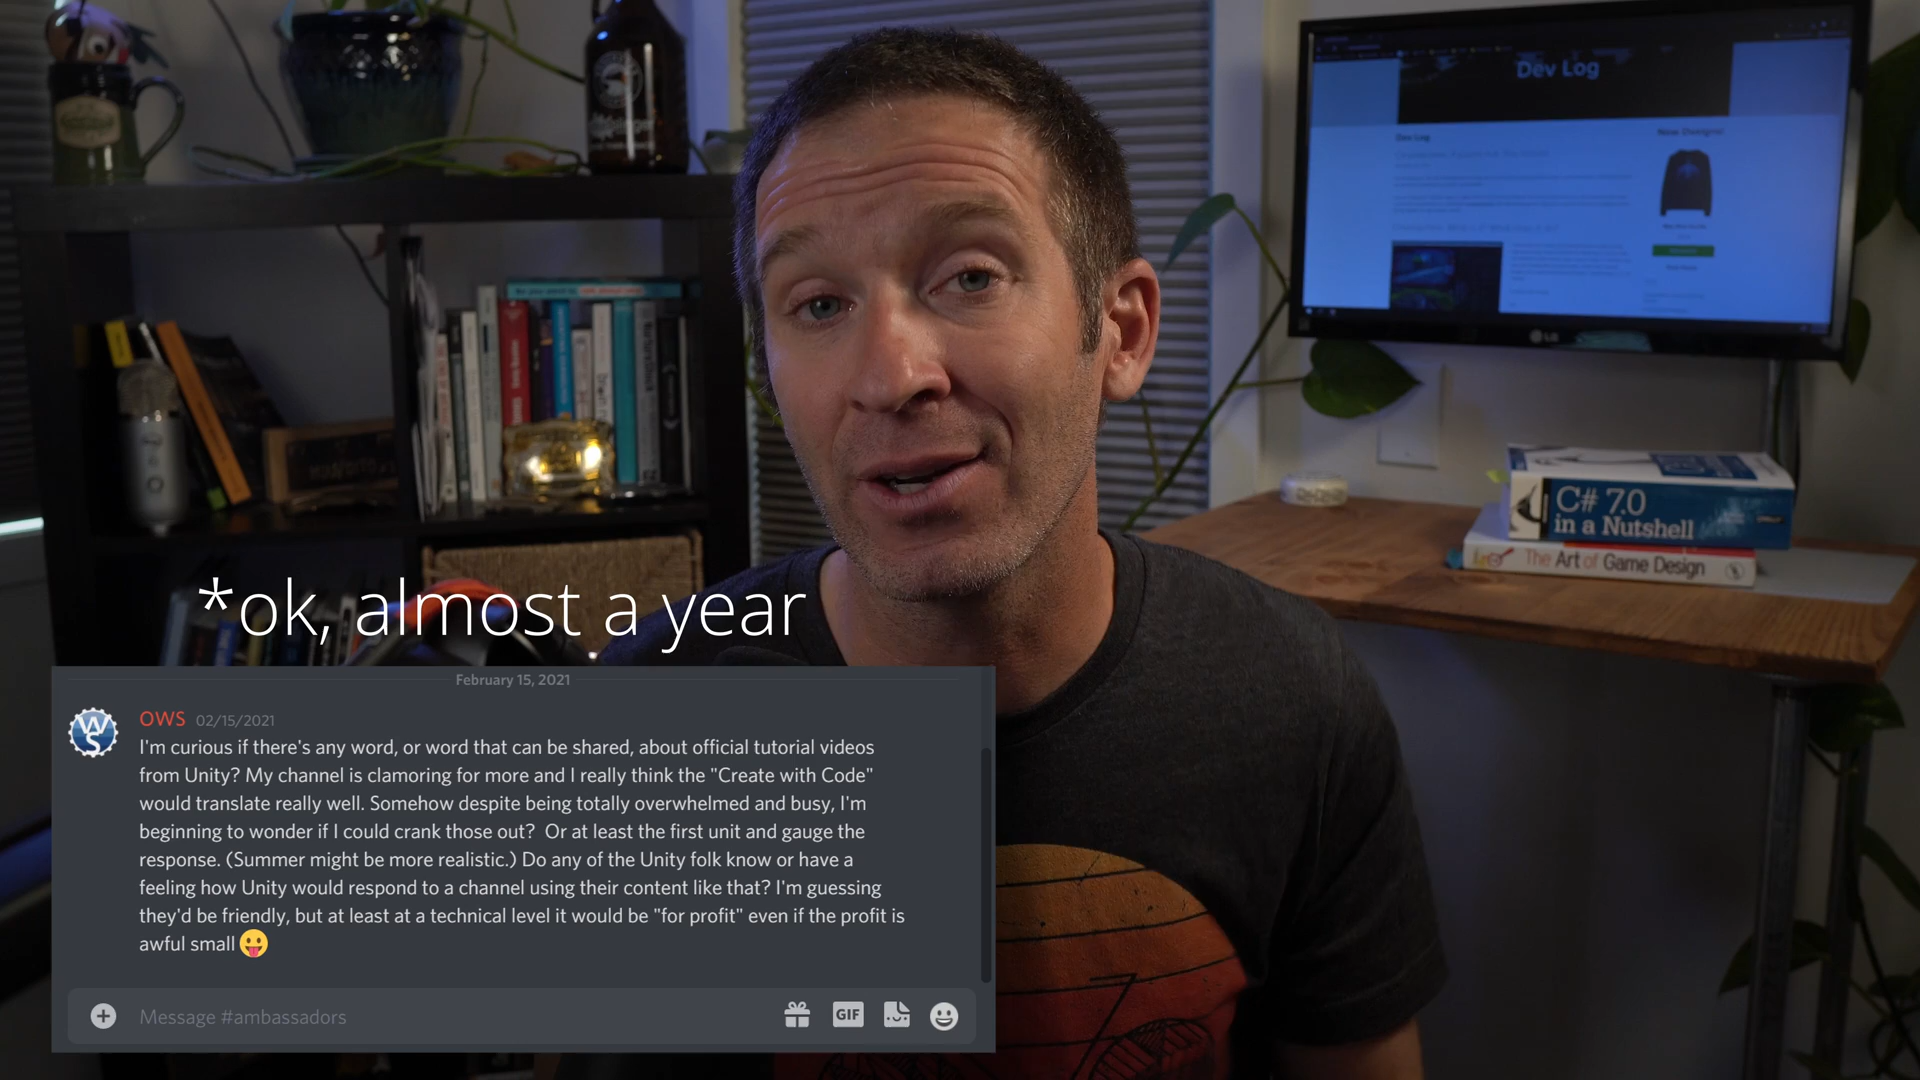 Dev Log
Dev Log
New Designs!
LG
C# 7.0
in a Nutshell
The Art of Game Design
*ok, almost a year
February 15, 2021
WS
OWS 02/15/2021
I'm curious if there's any word, or word that can be shared, about official tutorial videos
from Unity? My channel is clamoring for more and I really think the "Create with Code"
would translate really well. Somehow despite being totally overwhelmed and busy, I'm
beginning to wonder if I could crank those out?  Or at least the first unit and gauge the
response. (Summer might be more realistic.) Do any of the Unity folk know or have a
feeling how Unity would respond to a channel using their content like that? I'm guessing
they'd be friendly, but at least at a technical level it would be "for profit" even if the profit is
awful small 😛
Message #ambassadors
GIF